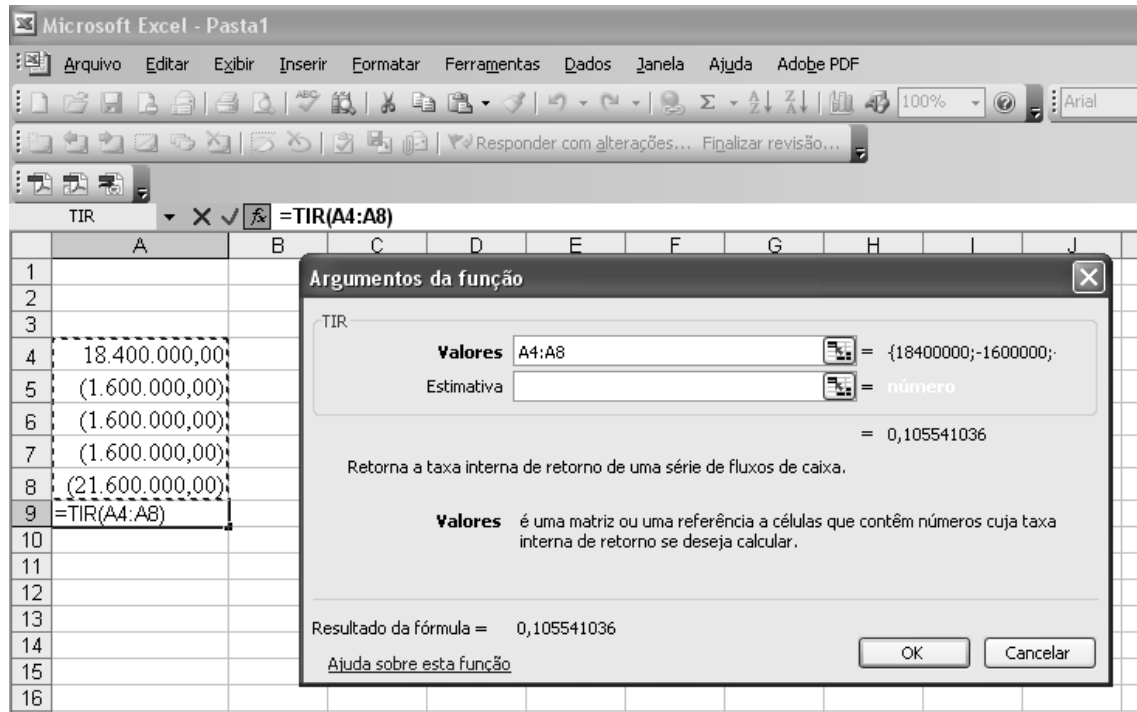 Microsoft Excel - Pasta1
Arquivo Editar Exibir Inserir Formatar Ferramentas Dados Janela Ajuda Adobe PDF
ABC Σ A Z Z A 100% Arial
Responder com alterações... Finalizar revisão...
TIR fx =TIR(A4:A8)
A B C D E F G H I J
1
2
3
4 18.400.000,00
5 (1.600.000,00)
6 (1.600.000,00)
7 (1.600.000,00)
8 (21.600.000,00)
9 =TIR(A4:A8)
10
11
12
13
14
15
16
Argumentos da função
TIR
Valores A4:A8 = {18400000;-1600000;-
Estimativa = número
= 0,105541036
Retorna a taxa interna de retorno de uma série de fluxos de caixa.
Valores é uma matriz ou uma referência a células que contêm números cuja taxa
interna de retorno se deseja calcular.
Resultado da fórmula = 0,105541036
Ajuda sobre esta função
OK Cancelar